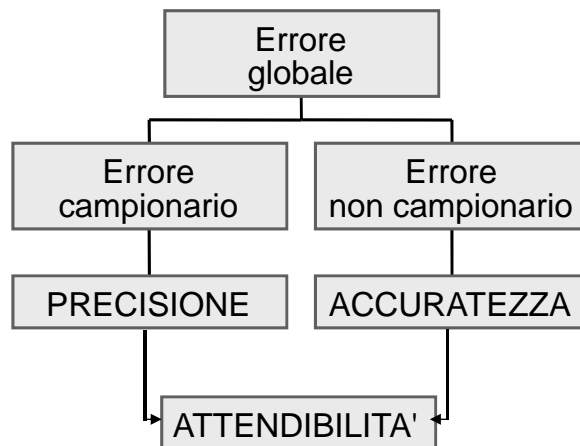 Errore
globale
Errore
campionario
Errore
non campionario
PRECISIONE
ACCURATEZZA
ATTENDIBILITA'